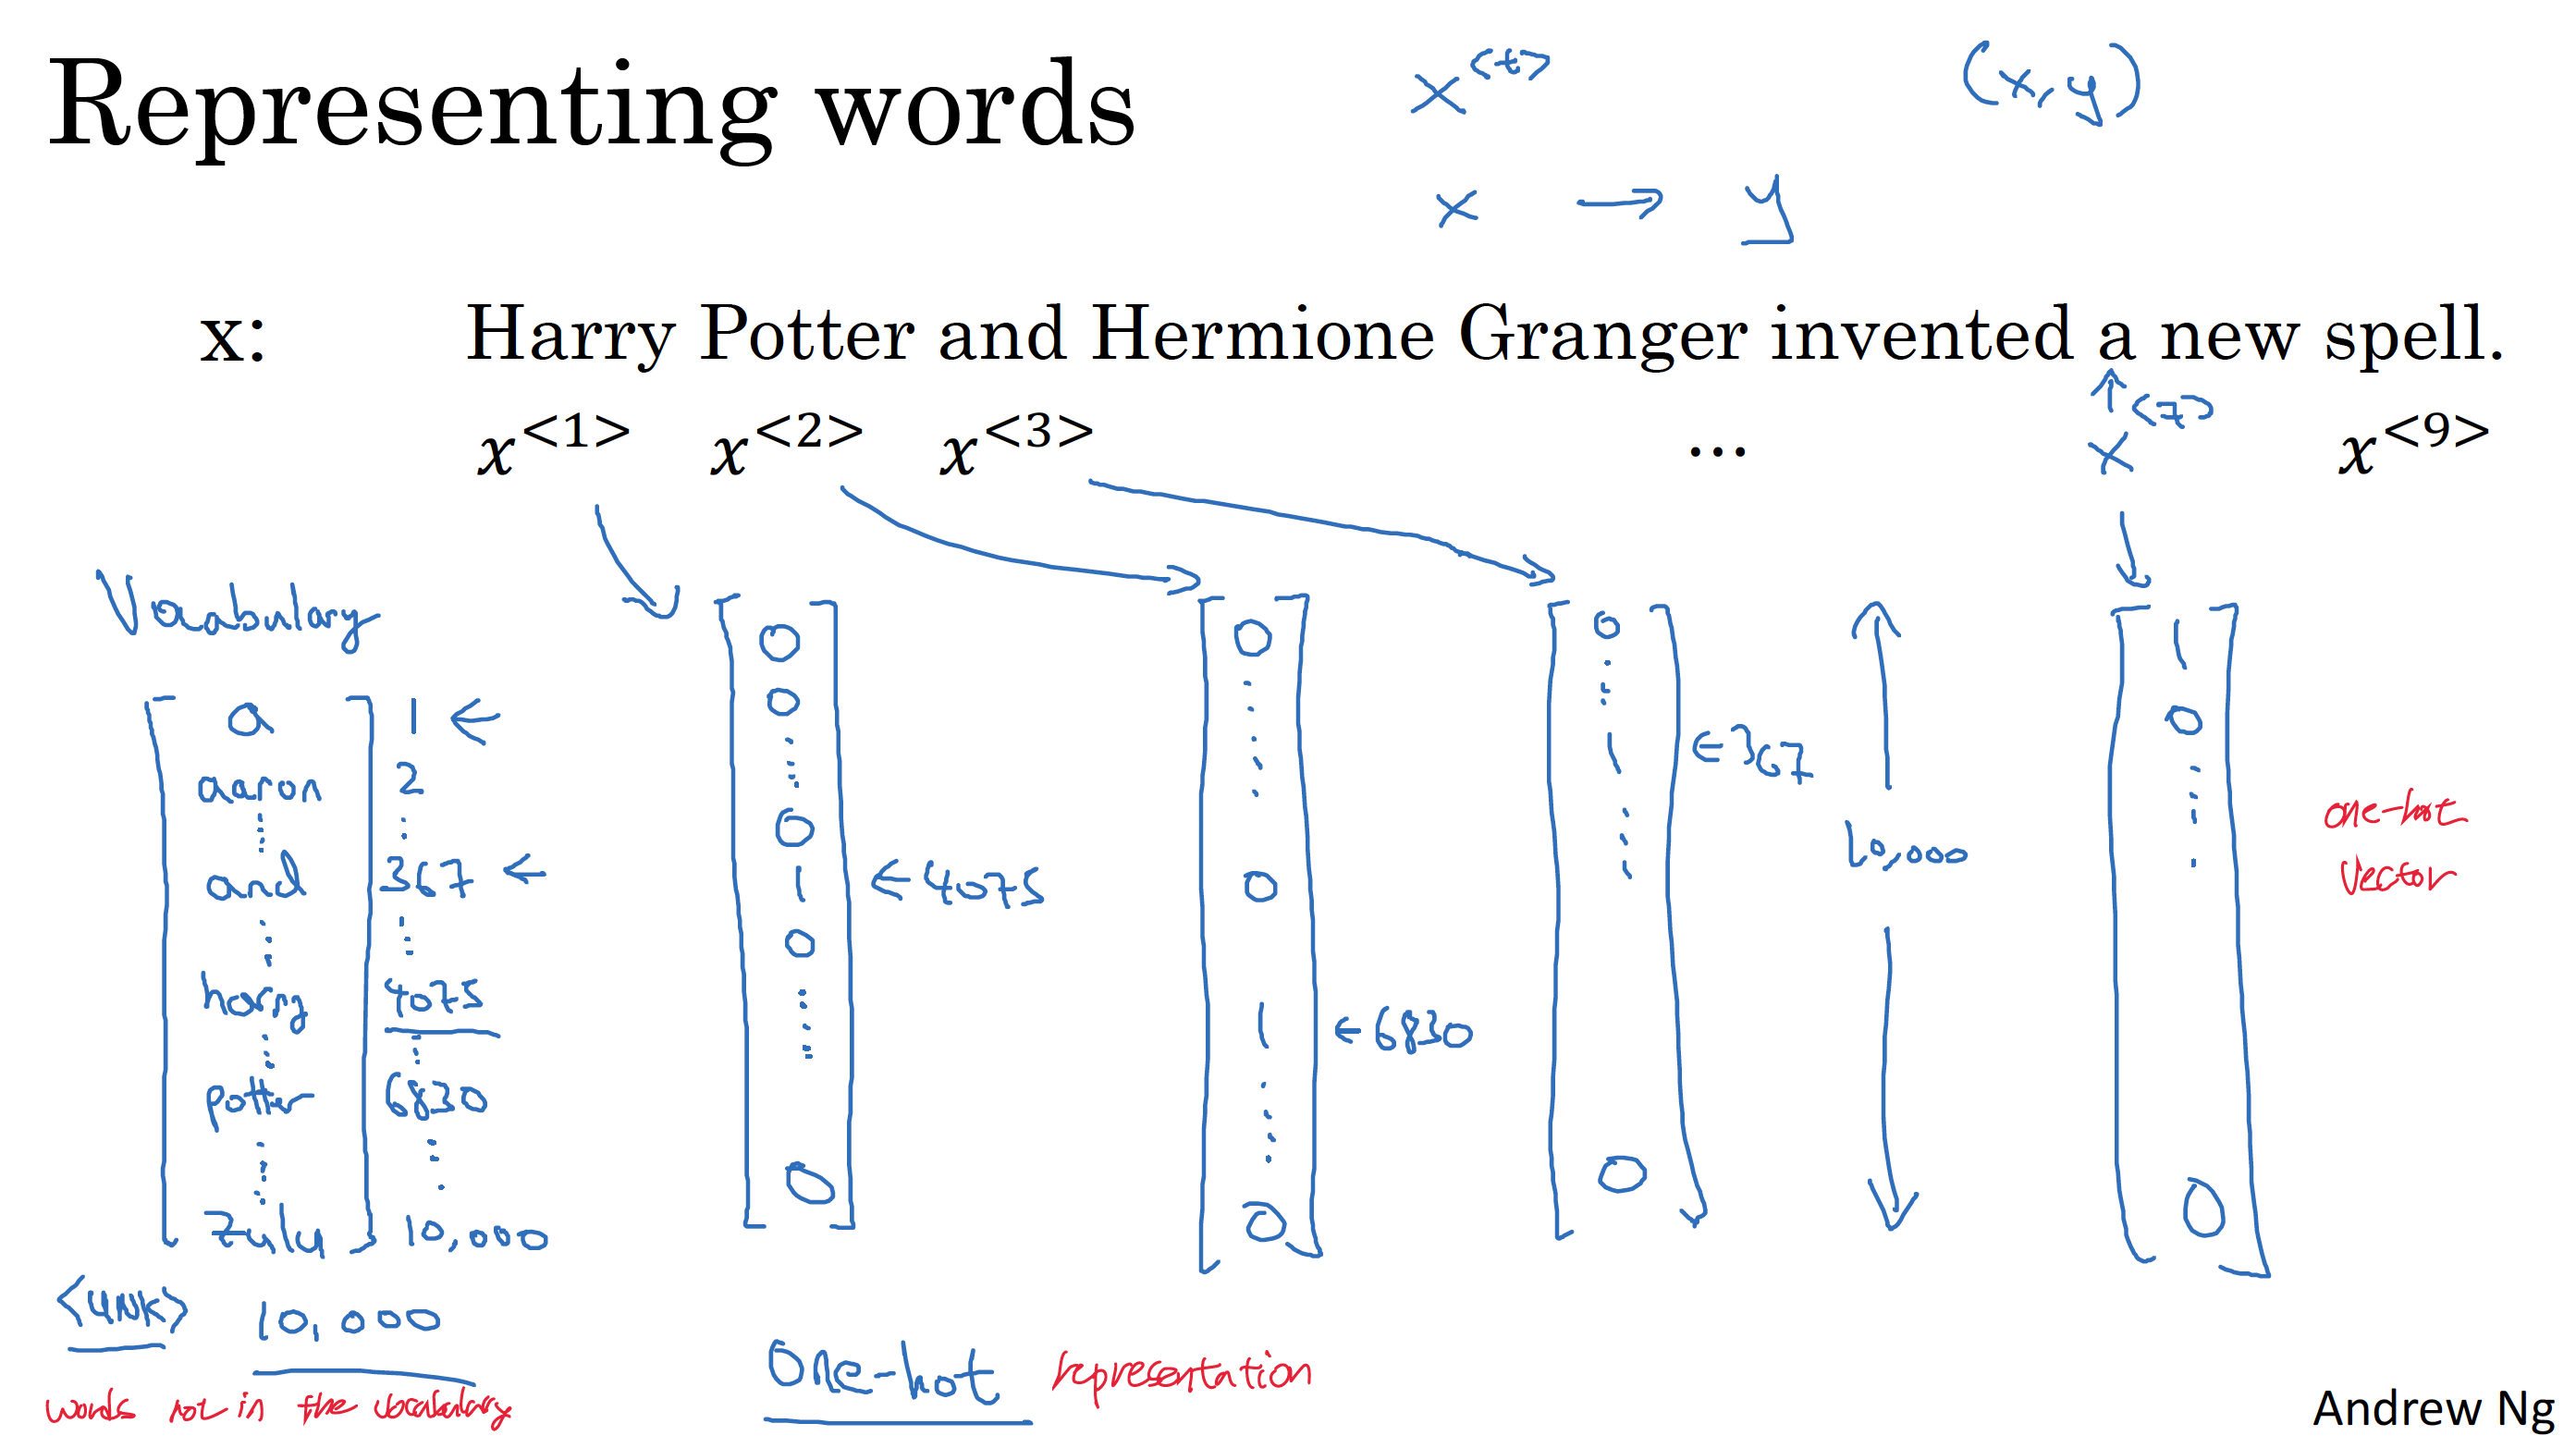 Representing words
x<t>
(x, y)
x → y
x: Harry Potter and Hermione Granger invented a new spell.
x<1> x<2> x<3> ... x<7> x<9>
Vocabulary
a 1 ←
aaron 2
and 367 ←
harry 4075
potter 6830
zulu 10,000
<UNK> 10,000
words not in the vocabulary
0
0
0
1 ← 4075
0
0
0
0
1 ← 6830
0
0
1 ← 367
0
10,000
1
0
0
one-hot
vector
One-hot representation
Andrew Ng